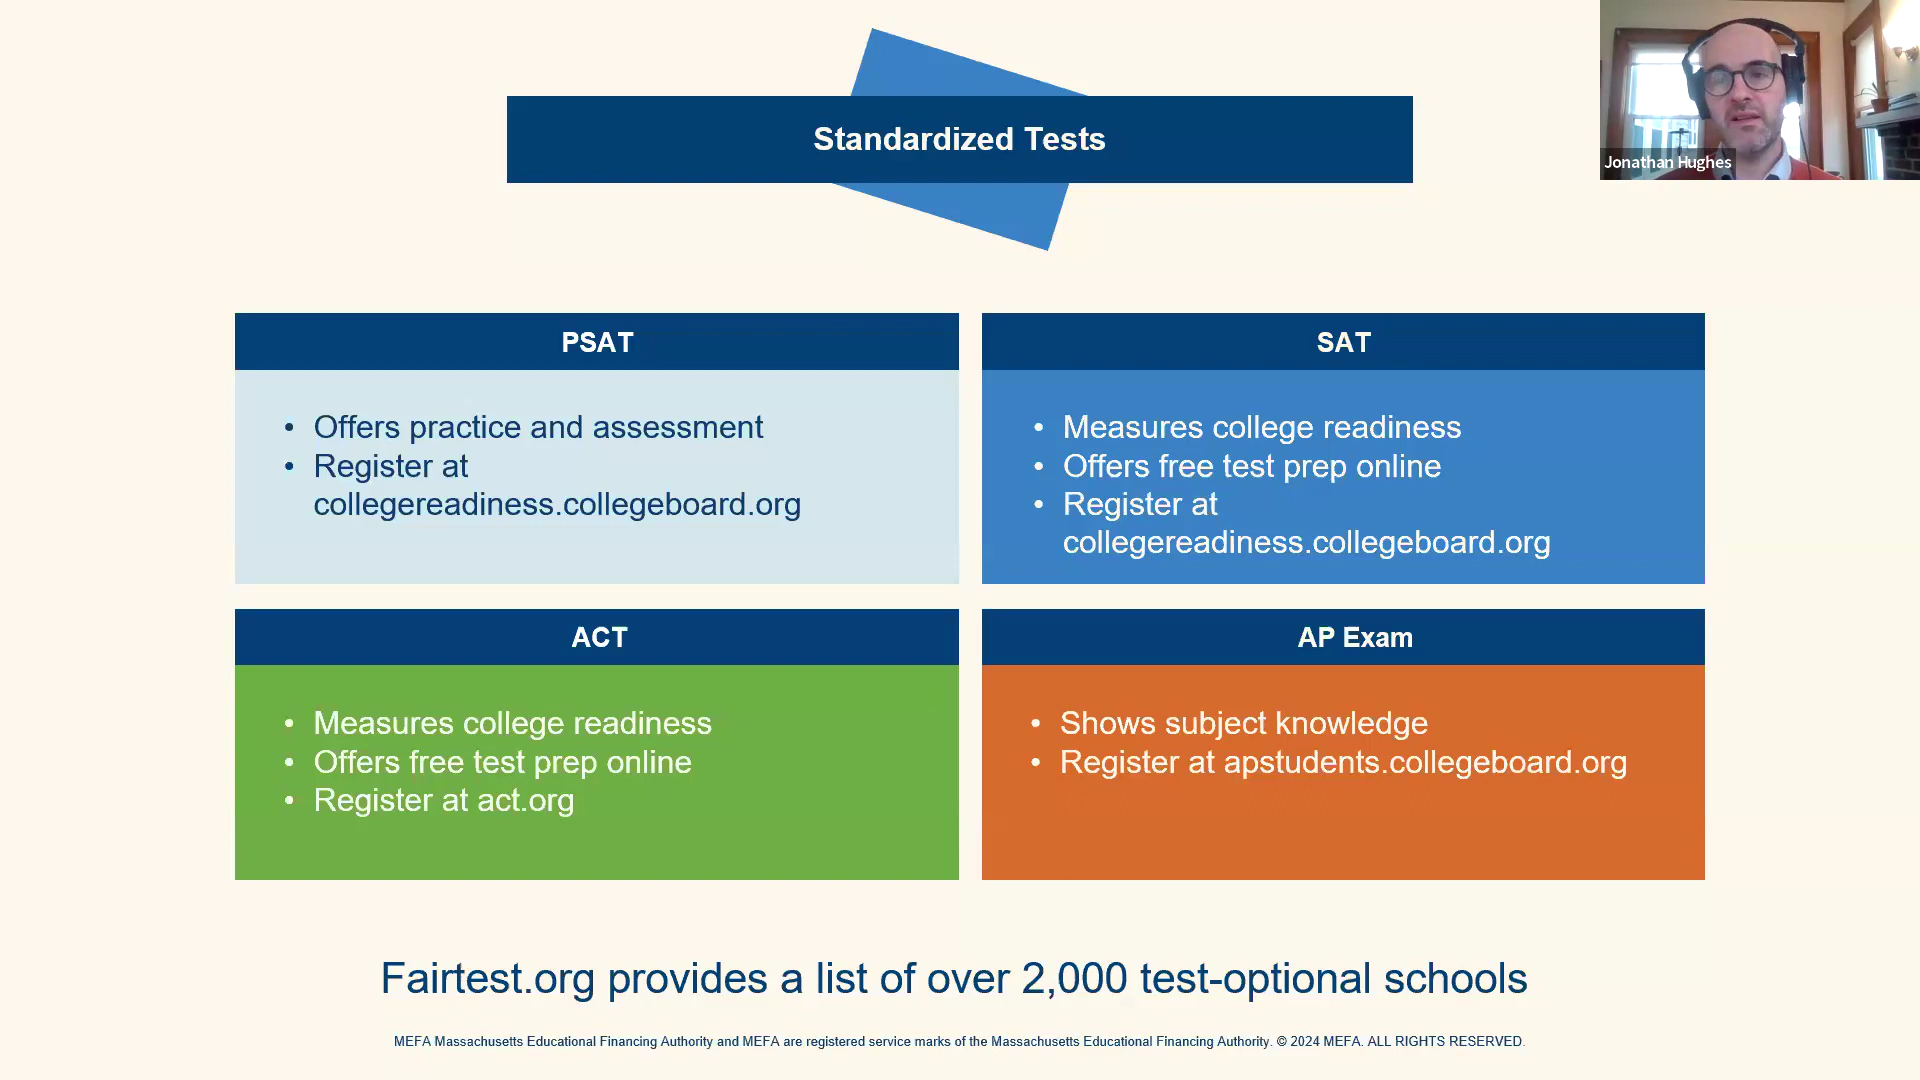 Standardized Tests
Jonathan Hughes
PSAT
• Offers practice and assessment
• Register at
collegereadiness.collegeboard.org
SAT
• Measures college readiness
• Offers free test prep online
• Register at
collegereadiness.collegeboard.org
ACT
• Measures college readiness
• Offers free test prep online
• Register at act.org
AP Exam
• Shows subject knowledge
• Register at apstudents.collegeboard.org
Fairtest.org provides a list of over 2,000 test-optional schools
MEFA Massachusetts Educational Financing Authority and MEFA are registered service marks of the Massachusetts Educational Financing Authority. © 2024 MEFA. ALL RIGHTS RESERVED.